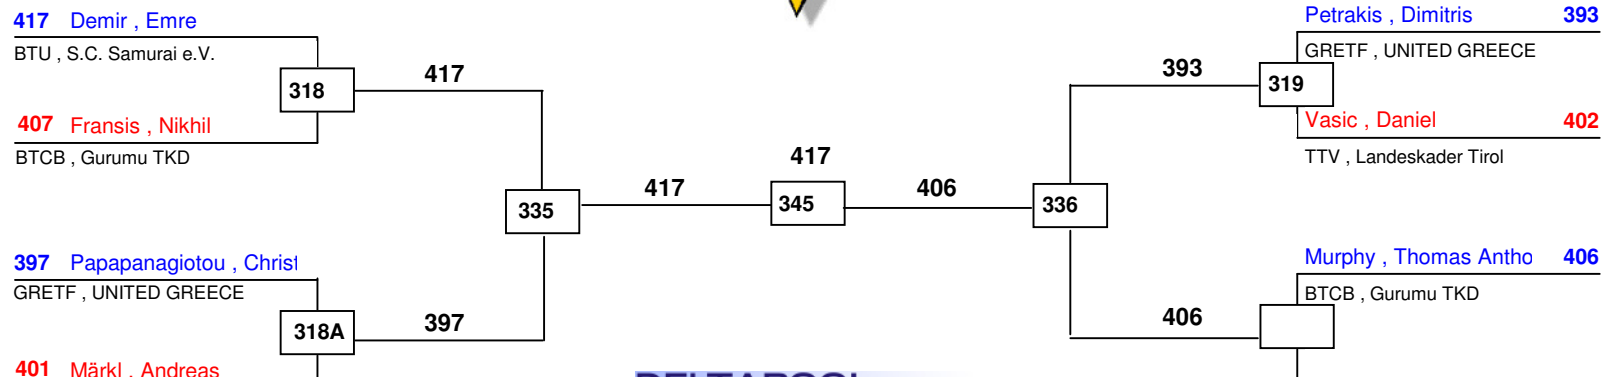 417 Demir , Emre
BTU , S.C. Samurai e.V.
318
417
407 Fransis , Nikhil
BTCB , Gurumu TKD
335
417
417
345
406
336
397 Papapanagiotou , Christ
GRETF , UNITED GREECE
318A
397
401 Märkl , Andreas
Petrakis , Dimitris 393
GRETF , UNITED GREECE
393
319
Vasic , Daniel 402
TTV , Landeskader Tirol
Murphy , Thomas Antho 406
BTCB , Gurumu TKD
406